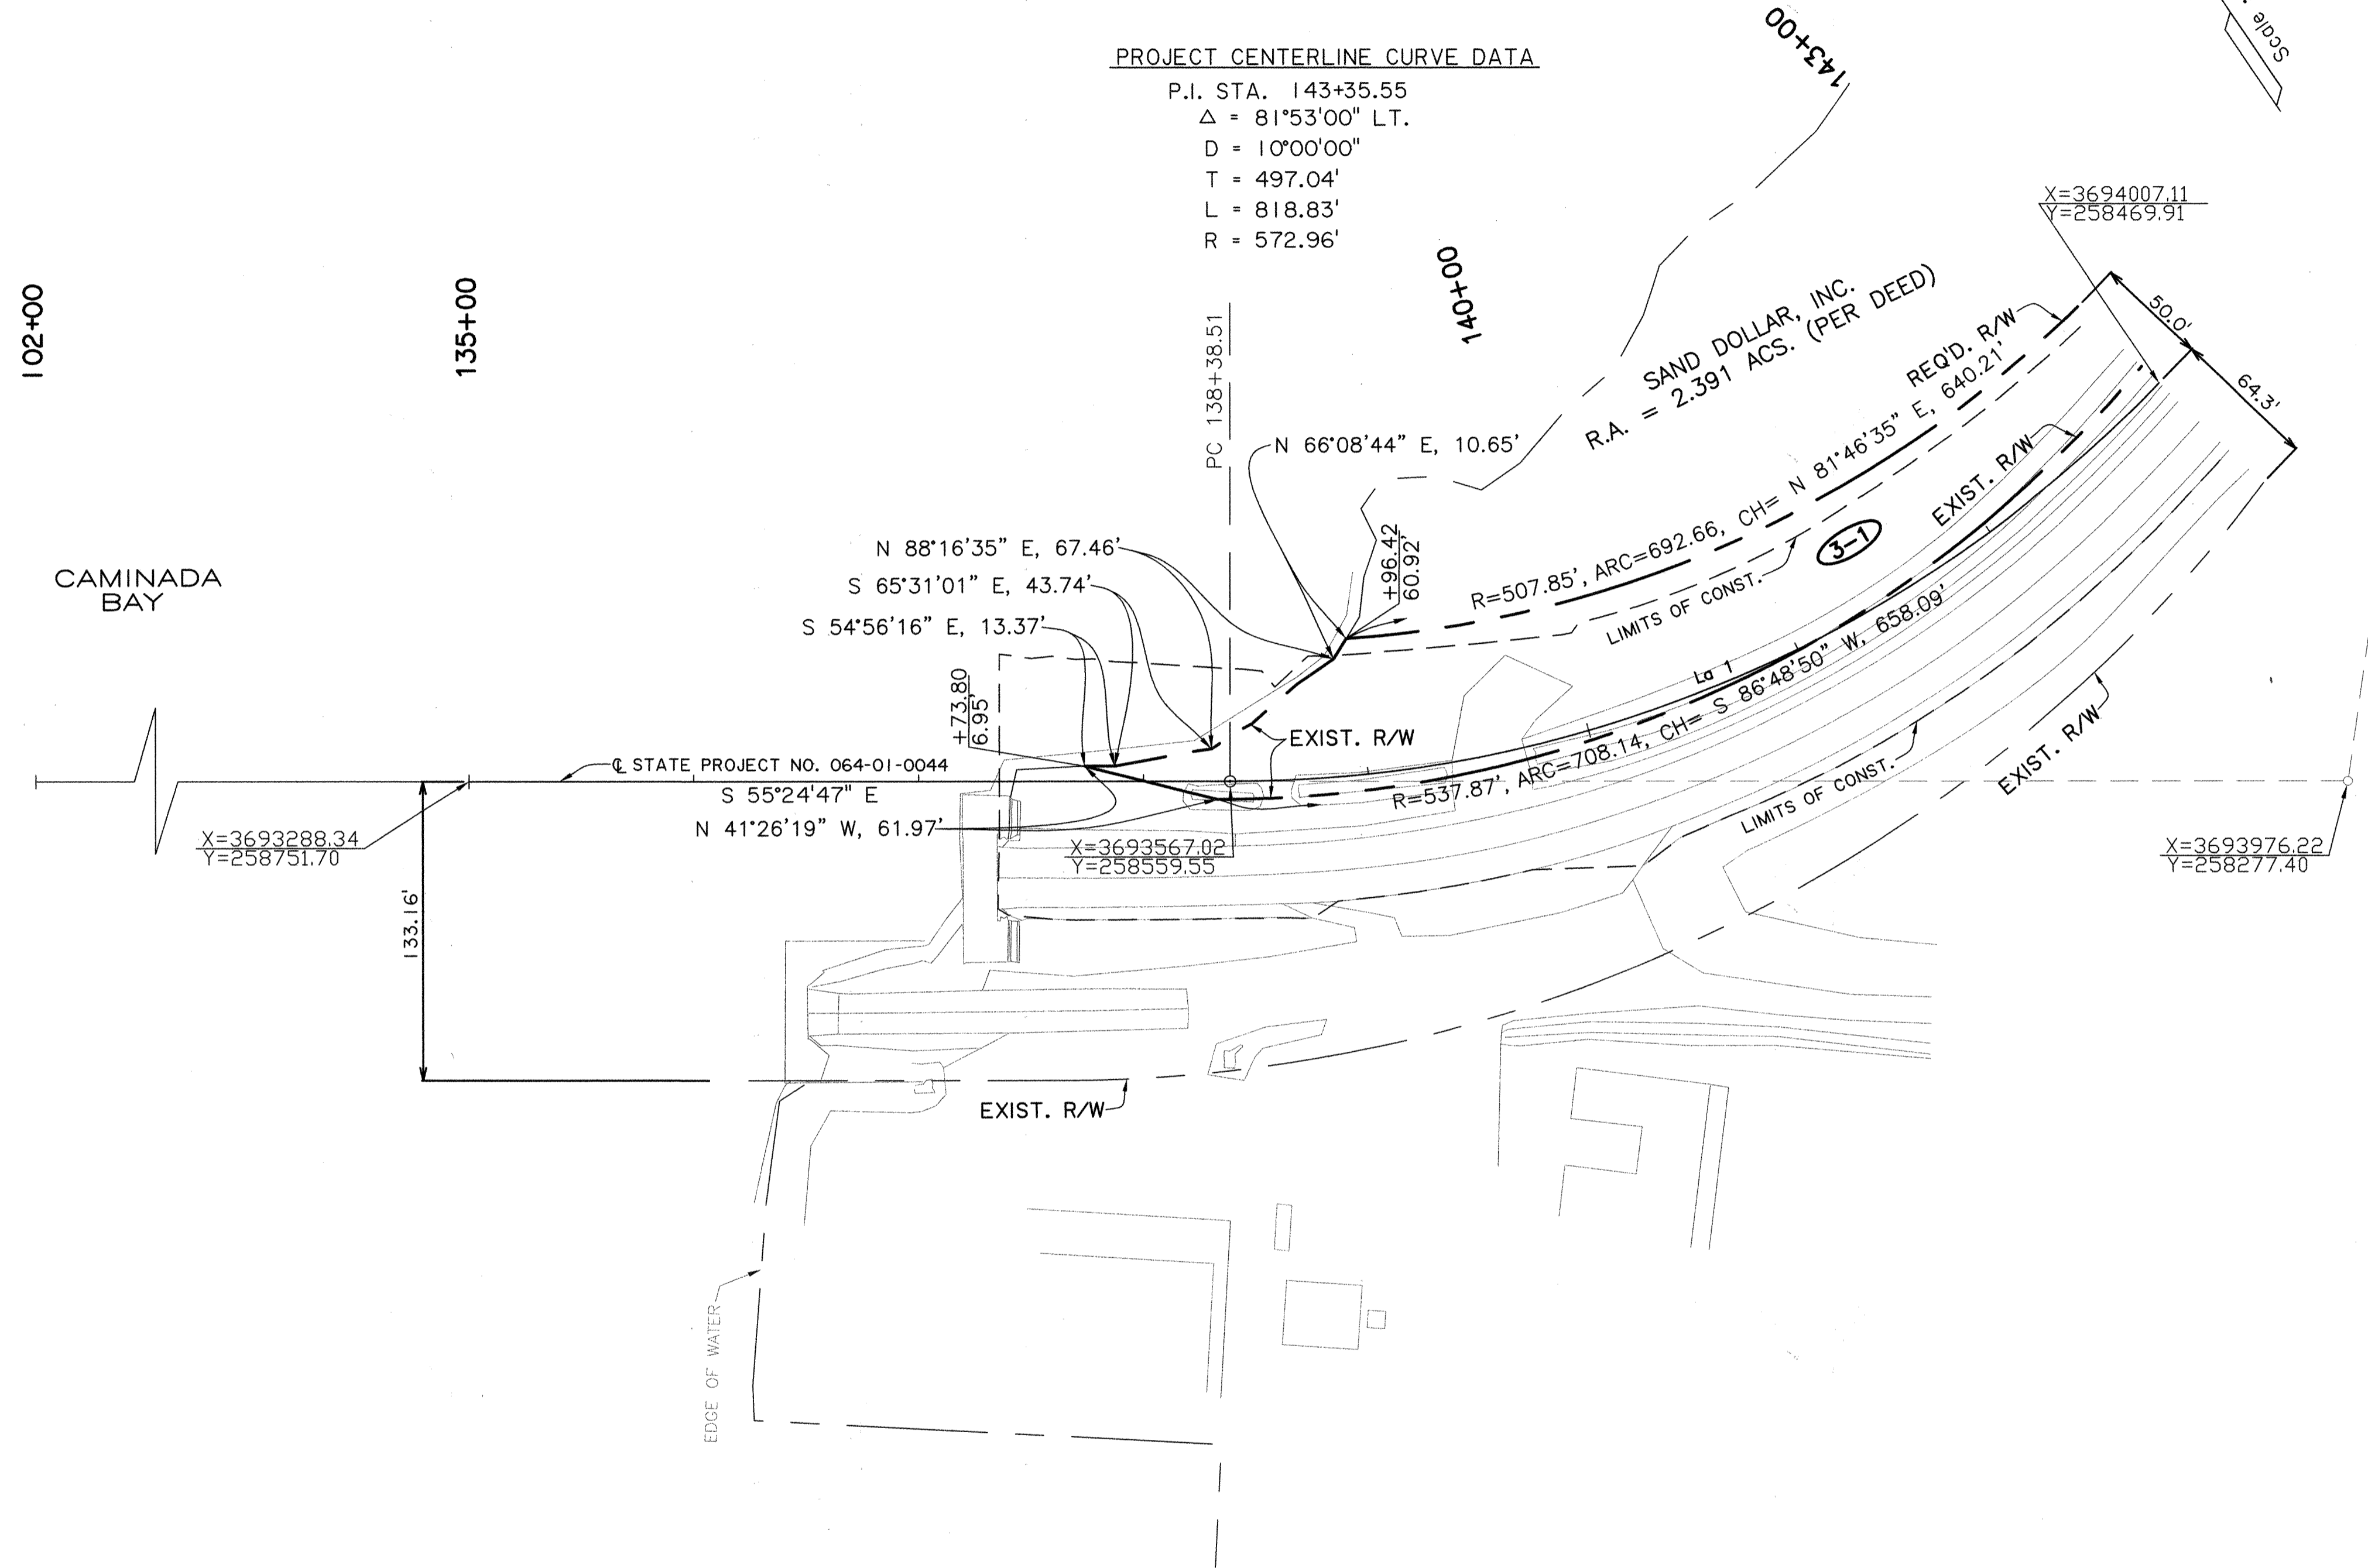 Scale
143+00
PROJECT CENTERLINE CURVE DATA
P.I. STA. 143+35.55
Δ = 81°53'00" LT.
D = 10°00'00"
T = 497.04'
L = 818.83'
R = 572.96'
X=3694007.11
Y=258469.91
102+00
135+00
PC 138+38.51
140+00
SAND DOLLAR, INC.
R.A. = 2.391 ACS. (PER DEED)
REQ'D. R/W
50.0'
64.3'
N 66°08'44" E, 10.65'
R=507.85', ARC=692.66, CH= N 81°46'35" E, 640.21'
EXIST. R/W
3-1
LIMITS OF CONST.
+96.42
60.92'
N 88°16'35" E, 67.46'
S 65°31'01" E, 43.74'
S 54°56'16" E, 13.37'
CAMINADA
BAY
+73.80
6.95'
La 1
EXIST. R/W
R=537.87', ARC=708.14, CH= S 86°48'50" W, 658.09'
℄ STATE PROJECT NO. 064-01-0044
S 55°24'47" E
N 41°26'19" W, 61.97'
X=3693288.34
Y=258751.70
X=3693567.02
Y=258559.55
LIMITS OF CONST.
EXIST. R/W
X=3693976.22
Y=258277.40
133.16'
EXIST. R/W
EDGE OF WATER